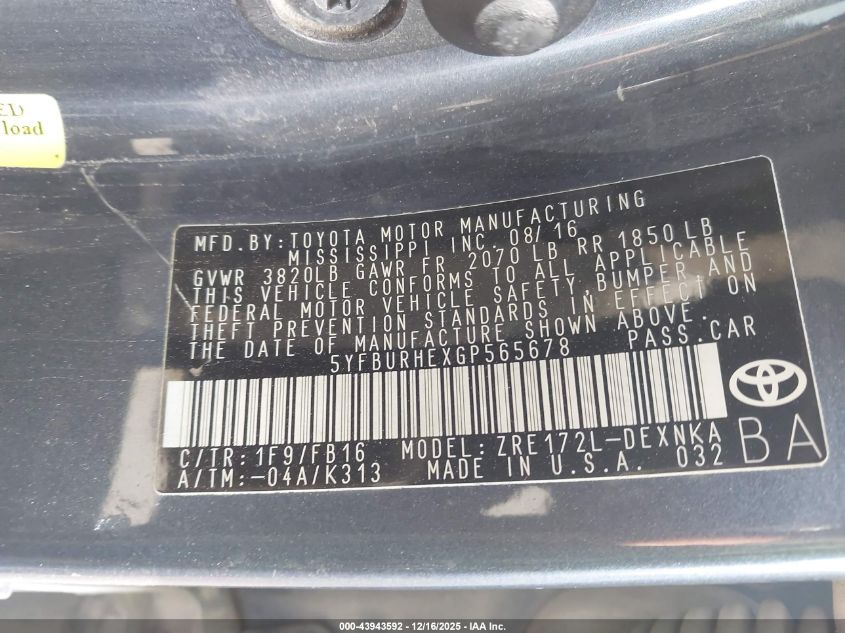 ED
load
MFD. BY: TOYOTA MOTOR MANUFACTURING
MISSISSIPPI INC. 08/16
GVWR 3820LB GAWR FR 2070 LB RR 1850 LB
THIS VEHICLE CONFORMS TO ALL APPLICABLE
FEDERAL MOTOR VEHICLE SAFETY, BUMPER AND
THEFT PREVENTION STANDARDS IN EFFECT ON
THE DATE OF MANUFACTURE SHOWN ABOVE.
5YFBURHEXGP565678 PASS. CAR
C/TR: 1F9/FB16 MODEL: ZRE172L-DEXNKA
A/TM: -04A/K313 MADE IN U.S.A. 032
BA
000-43943592 - 12/16/2025 - IAA Inc.